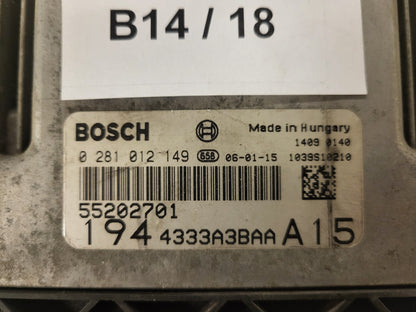 B14 / 18
BOSCH Made in Hungary
1409 0140
0 281 012 149 658 06-01-15 1039S10210
55202701
194 4333A3BAA A15